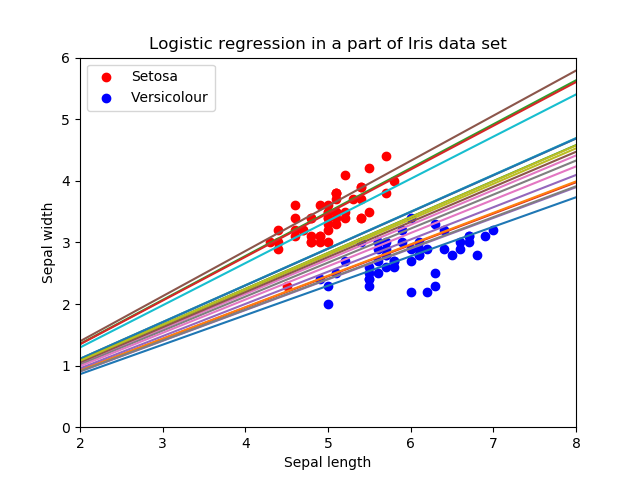 Logistic regression in a part of Iris data set
Setosa
Versicolour
6
5
4
3
2
1
0
Sepal width
2 3 4 5 6 7 8
Sepal length